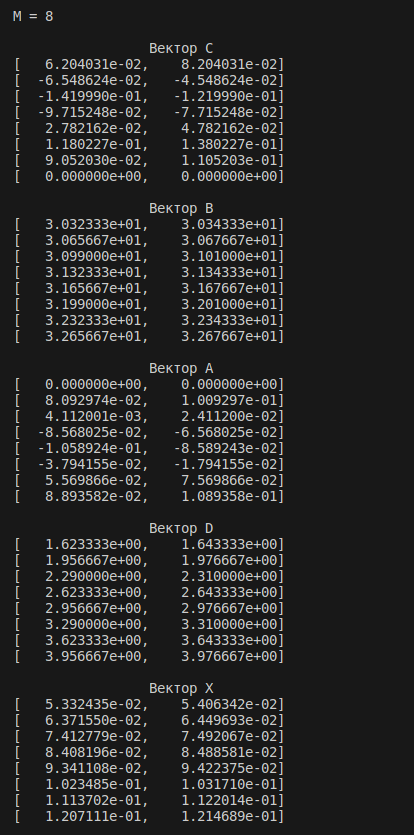 M = 8
Вектор C
[   6.204031e-02,    8.204031e-02]
[  -6.548624e-02,   -4.548624e-02]
[  -1.419990e-01,   -1.219990e-01]
[  -9.715248e-02,   -7.715248e-02]
[   2.782162e-02,    4.782162e-02]
[   1.180227e-01,    1.380227e-01]
[   9.052030e-02,    1.105203e-01]
[   0.000000e+00,    0.000000e+00]
Вектор B
[   3.032333e+01,    3.034333e+01]
[   3.065667e+01,    3.067667e+01]
[   3.099000e+01,    3.101000e+01]
[   3.132333e+01,    3.134333e+01]
[   3.165667e+01,    3.167667e+01]
[   3.199000e+01,    3.201000e+01]
[   3.232333e+01,    3.234333e+01]
[   3.265667e+01,    3.267667e+01]
Вектор A
[   0.000000e+00,    0.000000e+00]
[   8.092974e-02,    1.009297e-01]
[   4.112001e-03,    2.411200e-02]
[  -8.568025e-02,   -6.568025e-02]
[  -1.058924e-01,   -8.589243e-02]
[  -3.794155e-02,   -1.794155e-02]
[   5.569866e-02,    7.569866e-02]
[   8.893582e-02,    1.089358e-01]
Вектор D
[   1.623333e+00,    1.643333e+00]
[   1.956667e+00,    1.976667e+00]
[   2.290000e+00,    2.310000e+00]
[   2.623333e+00,    2.643333e+00]
[   2.956667e+00,    2.976667e+00]
[   3.290000e+00,    3.310000e+00]
[   3.623333e+00,    3.643333e+00]
[   3.956667e+00,    3.976667e+00]
Вектор X
[   5.332435e-02,    5.406342e-02]
[   6.371550e-02,    6.449693e-02]
[   7.412779e-02,    7.492067e-02]
[   8.408196e-02,    8.488581e-02]
[   9.341108e-02,    9.422375e-02]
[   1.023485e-01,    1.031710e-01]
[   1.113702e-01,    1.122014e-01]
[   1.207111e-01,    1.214689e-01]